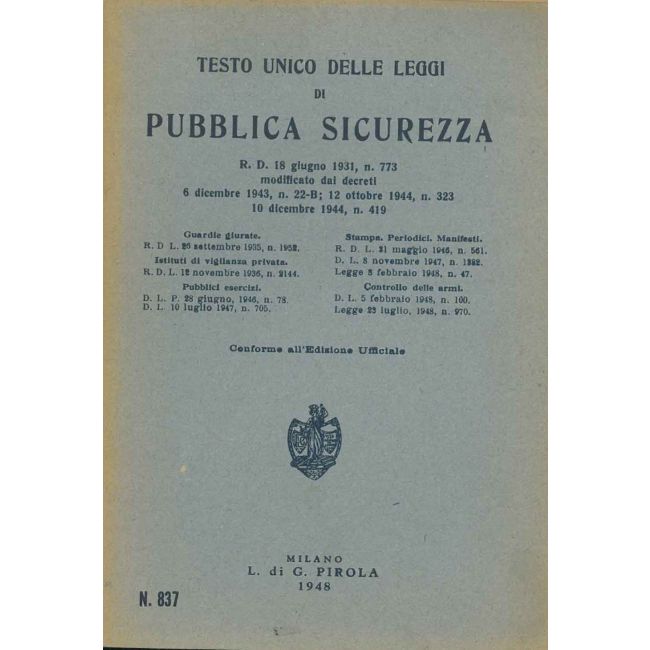 TESTO UNICO DELLE LEGGI
DI
PUBBLICA SICUREZZA
R. D. 18 giugno 1931, n. 773
modificato dai decreti
6 dicembre 1943, n. 22-B; 12 ottobre 1944, n. 323
10 dicembre 1944, n. 419
Guardie giurate.
R. D L. 26 settembre 1935, n. 1952.
Istituti di vigilanza privata.
R. D. L. 12 novembre 1936, n. 2144.
Pubblici esercizi.
D. L. P. 28 giugno, 1946, n. 78.
D. L. 10 luglio 1947, n. 705.
Stampa. Periodici. Manifesti.
R. D. L. 31 maggio 1946, n. 561.
D. L. 8 novembre 1947, n. 1382.
Legge 8 febbraio 1948, n. 47.
Controllo delle armi.
D. L. 5 febbraio 1948, n. 100.
Legge 23 luglio, 1948, n. 970.
Conforme all'Edizione Ufficiale
MILANO
L. di G. PIROLA
1948
N. 837